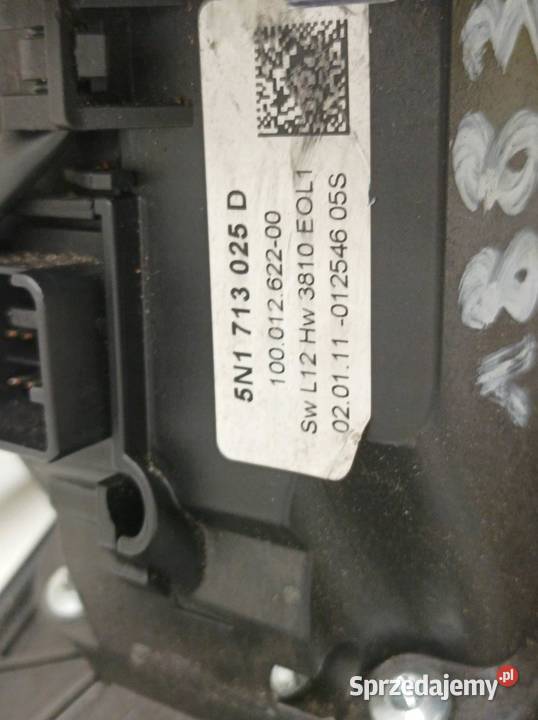 5N1 713 025 D
100.012.622-00
Sw L12 Hw 3810 EOL1
02.01.11 -012546 05S
Sprzedajemy.pl